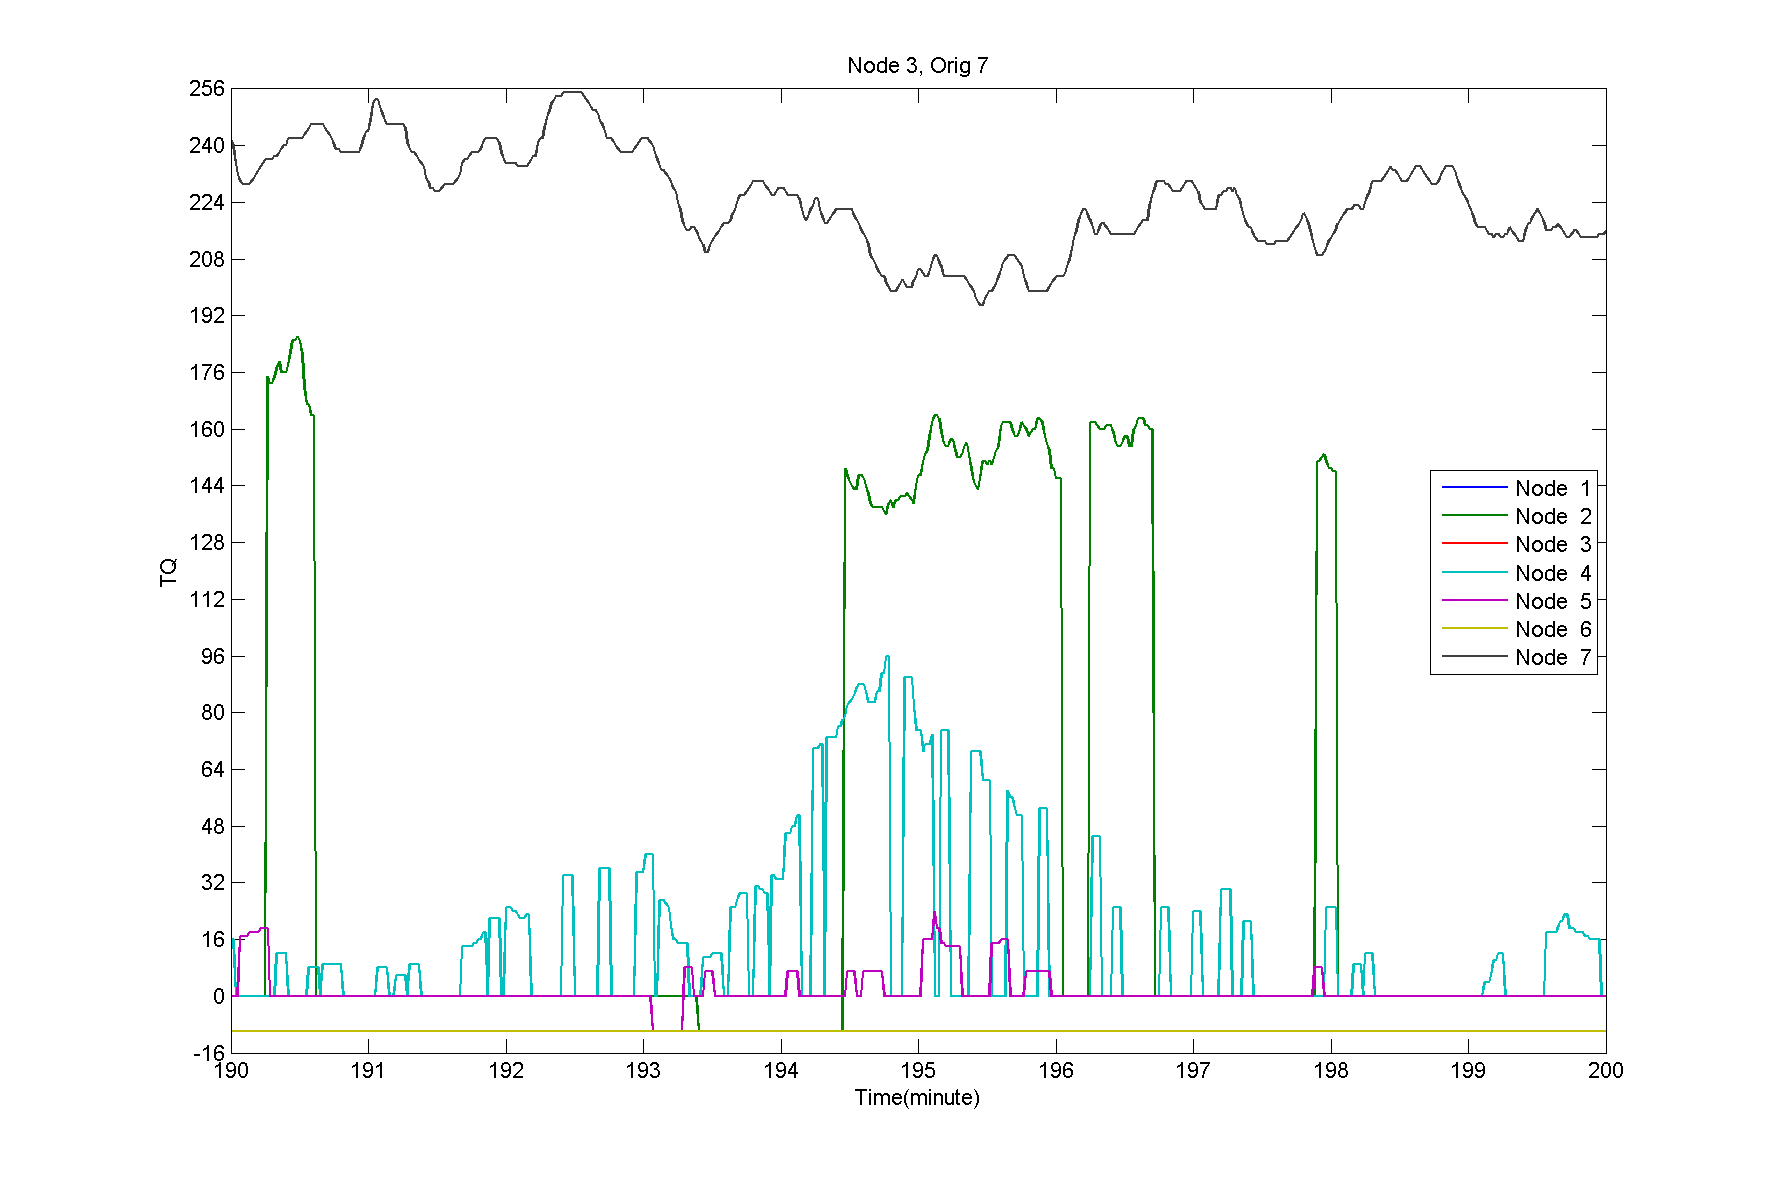 Node 3, Orig 7
256
240
224
208
192
176
160
144
128
112
96
80
64
48
32
16
0
-16
TQ
190 191 192 193 194 195 196 197 198 199 200
Time(minute)
Node 1
Node 2
Node 3
Node 4
Node 5
Node 6
Node 7